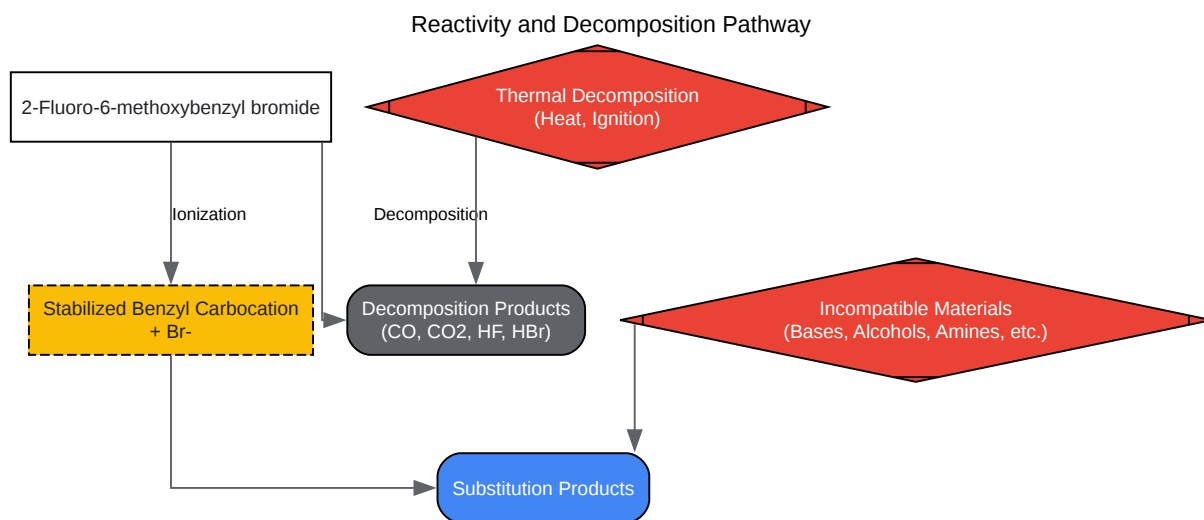 Reactivity and Decomposition Pathway
2-Fluoro-6-methoxybenzyl bromide
Thermal Decomposition
(Heat, Ignition)
Ionization
Decomposition
Stabilized Benzyl Carbocation
+ Br-
Decomposition Products
(CO, CO2, HF, HBr)
Incompatible Materials
(Bases, Alcohols, Amines, etc.)
Substitution Products